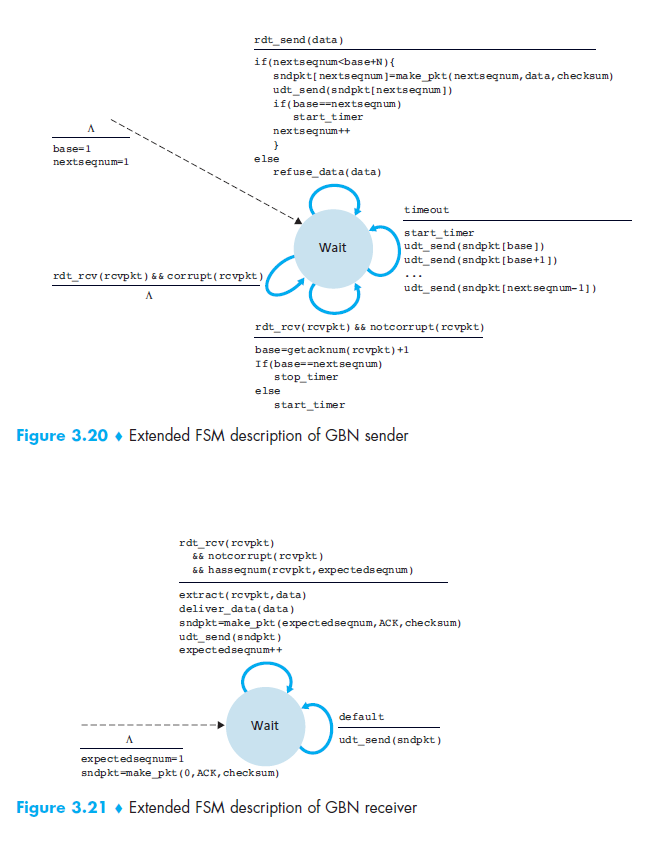 rdt_send(data)
if(nextseqnum<base+N){
sndpkt[nextseqnum]=make_pkt(nextseqnum,data,checksum)
udt_send(sndpkt[nextseqnum])
if(base==nextseqnum)
start_timer
nextseqnum++
}
else
refuse_data(data)
Λ
base=1
nextseqnum=1
Wait
timeout
start_timer
udt_send(sndpkt[base])
udt_send(sndpkt[base+1])
...
udt_send(sndpkt[nextseqnum-1])
rdt_rcv(rcvpkt) && corrupt(rcvpkt)
Λ
rdt_rcv(rcvpkt) && notcorrupt(rcvpkt)
base=getacknum(rcvpkt)+1
If(base==nextseqnum)
stop_timer
else
start_timer
Figure 3.20 ♦ Extended FSM description of GBN sender
rdt_rcv(rcvpkt)
&& notcorrupt(rcvpkt)
&& hasseqnum(rcvpkt,expectedseqnum)
extract(rcvpkt,data)
deliver_data(data)
sndpkt=make_pkt(expectedseqnum,ACK,checksum)
udt_send(sndpkt)
expectedseqnum++
Wait
default
udt_send(sndpkt)
Λ
expectedseqnum=1
sndpkt=make_pkt(0,ACK,checksum)
Figure 3.21 ♦ Extended FSM description of GBN receiver